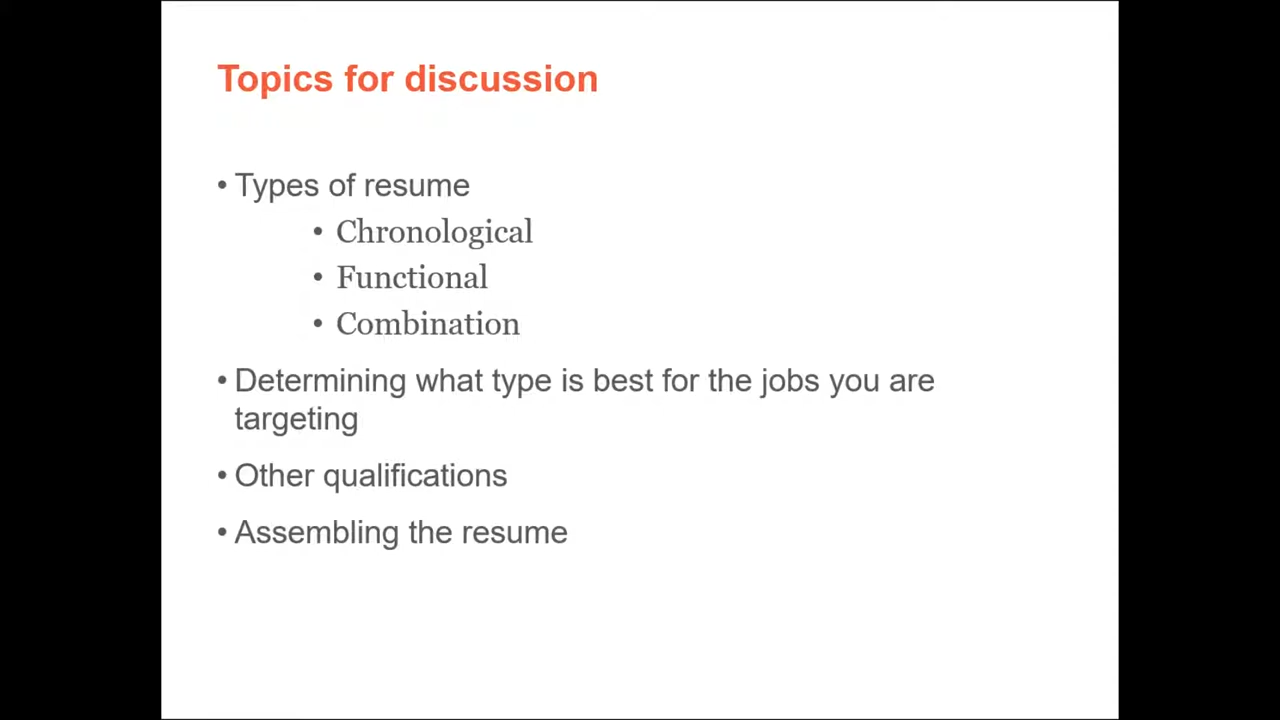 Topics for discussion
• Types of resume
• Chronological
• Functional
• Combination
• Determining what type is best for the jobs you are
targeting
• Other qualifications
• Assembling the resume